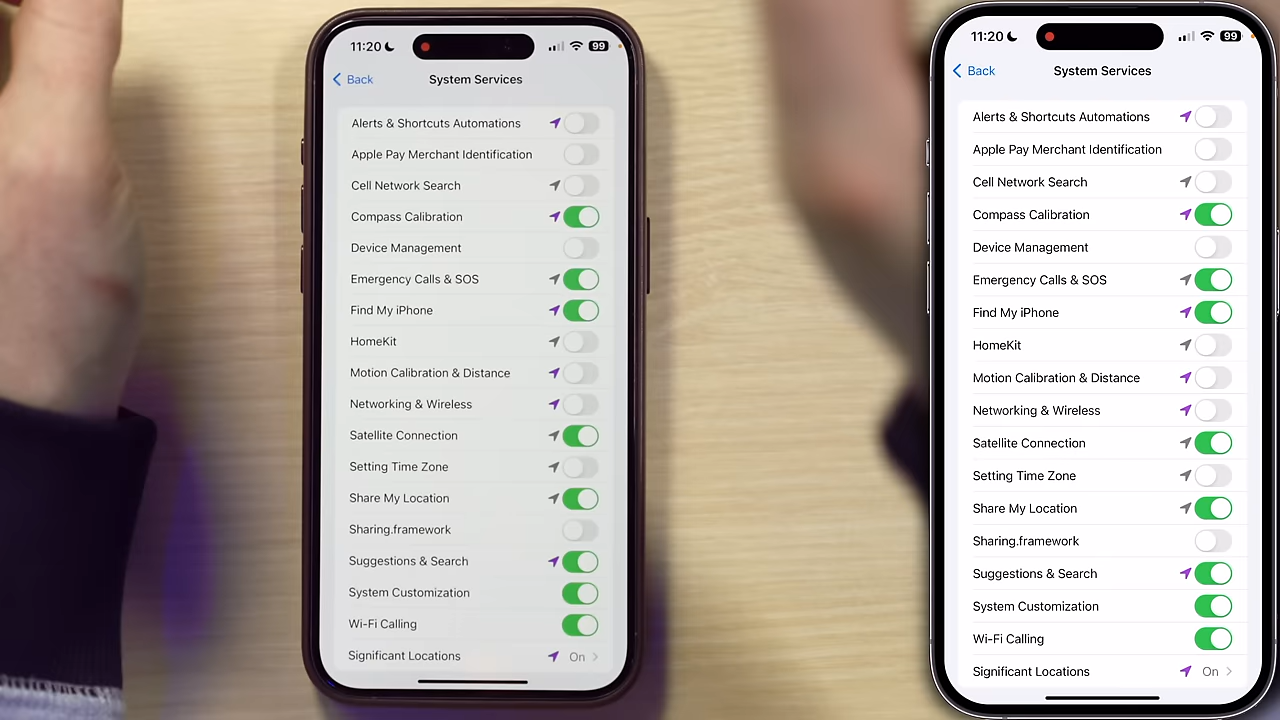 11:20
99
Back
System Services
Alerts & Shortcuts Automations
Apple Pay Merchant Identification
Cell Network Search
Compass Calibration
Device Management
Emergency Calls & SOS
Find My iPhone
HomeKit
Motion Calibration & Distance
Networking & Wireless
Satellite Connection
Setting Time Zone
Share My Location
Sharing.framework
Suggestions & Search
System Customization
Wi-Fi Calling
Significant Locations On
11:20
99
Back
System Services
Alerts & Shortcuts Automations
Apple Pay Merchant Identification
Cell Network Search
Compass Calibration
Device Management
Emergency Calls & SOS
Find My iPhone
HomeKit
Motion Calibration & Distance
Networking & Wireless
Satellite Connection
Setting Time Zone
Share My Location
Sharing.framework
Suggestions & Search
System Customization
Wi-Fi Calling
Significant Locations On